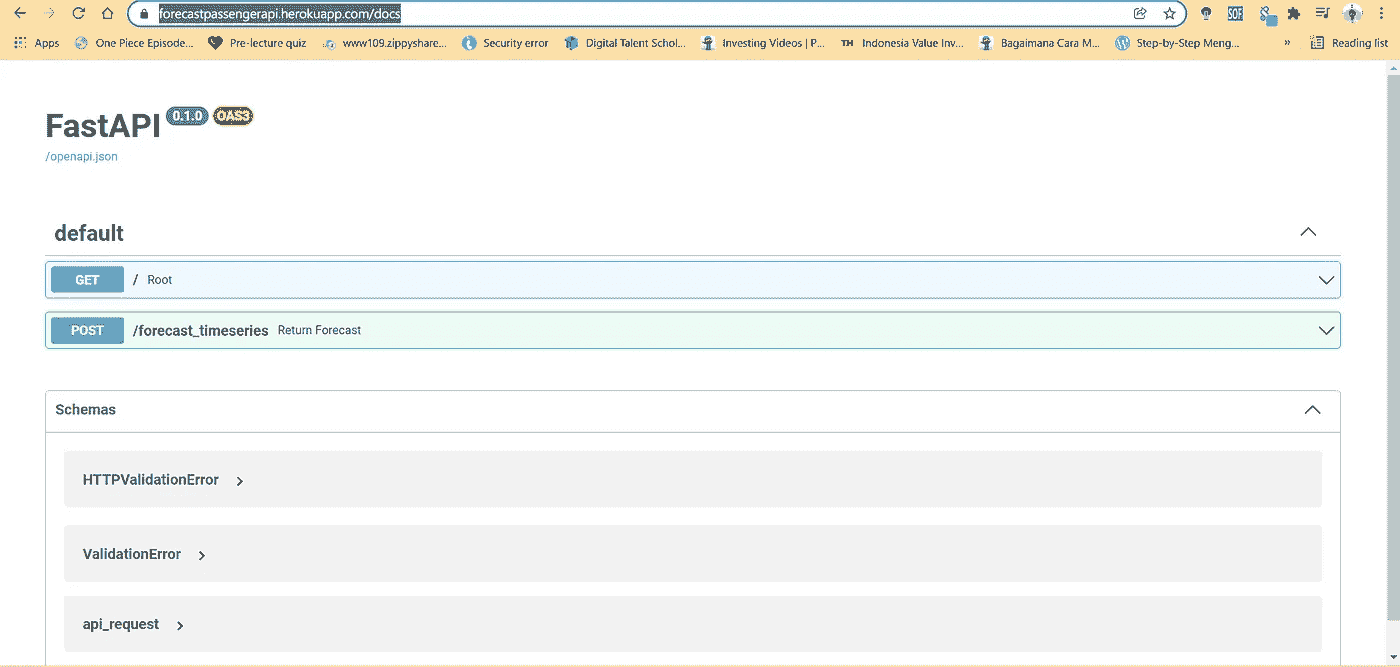 forecastpassengerapi.herokuapp.com/docs
SOF
Apps One Piece Episode... Pre-lecture quiz www109.zippyshare... Security error Digital Talent Schol... Investing Videos | P... TH Indonesia Value Inv... Bagaimana Cara M... Step-by-Step Meng... » Reading list
FastAPI 0.1.0 OAS3
/openapi.json
default
GET / Root
POST /forecast_timeseries Return Forecast
Schemas
HTTPValidationError
ValidationError
api_request